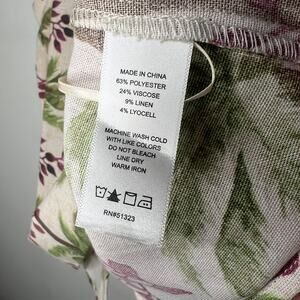 MADE IN CHINA
63% POLYESTER
24% VISCOSE
9% LINEN
4% LYOCELL
MACHINE WASH COLD
WITH LIKE COLORS
DO NOT BLEACH
LINE DRY
WARM IRON
RN#51323